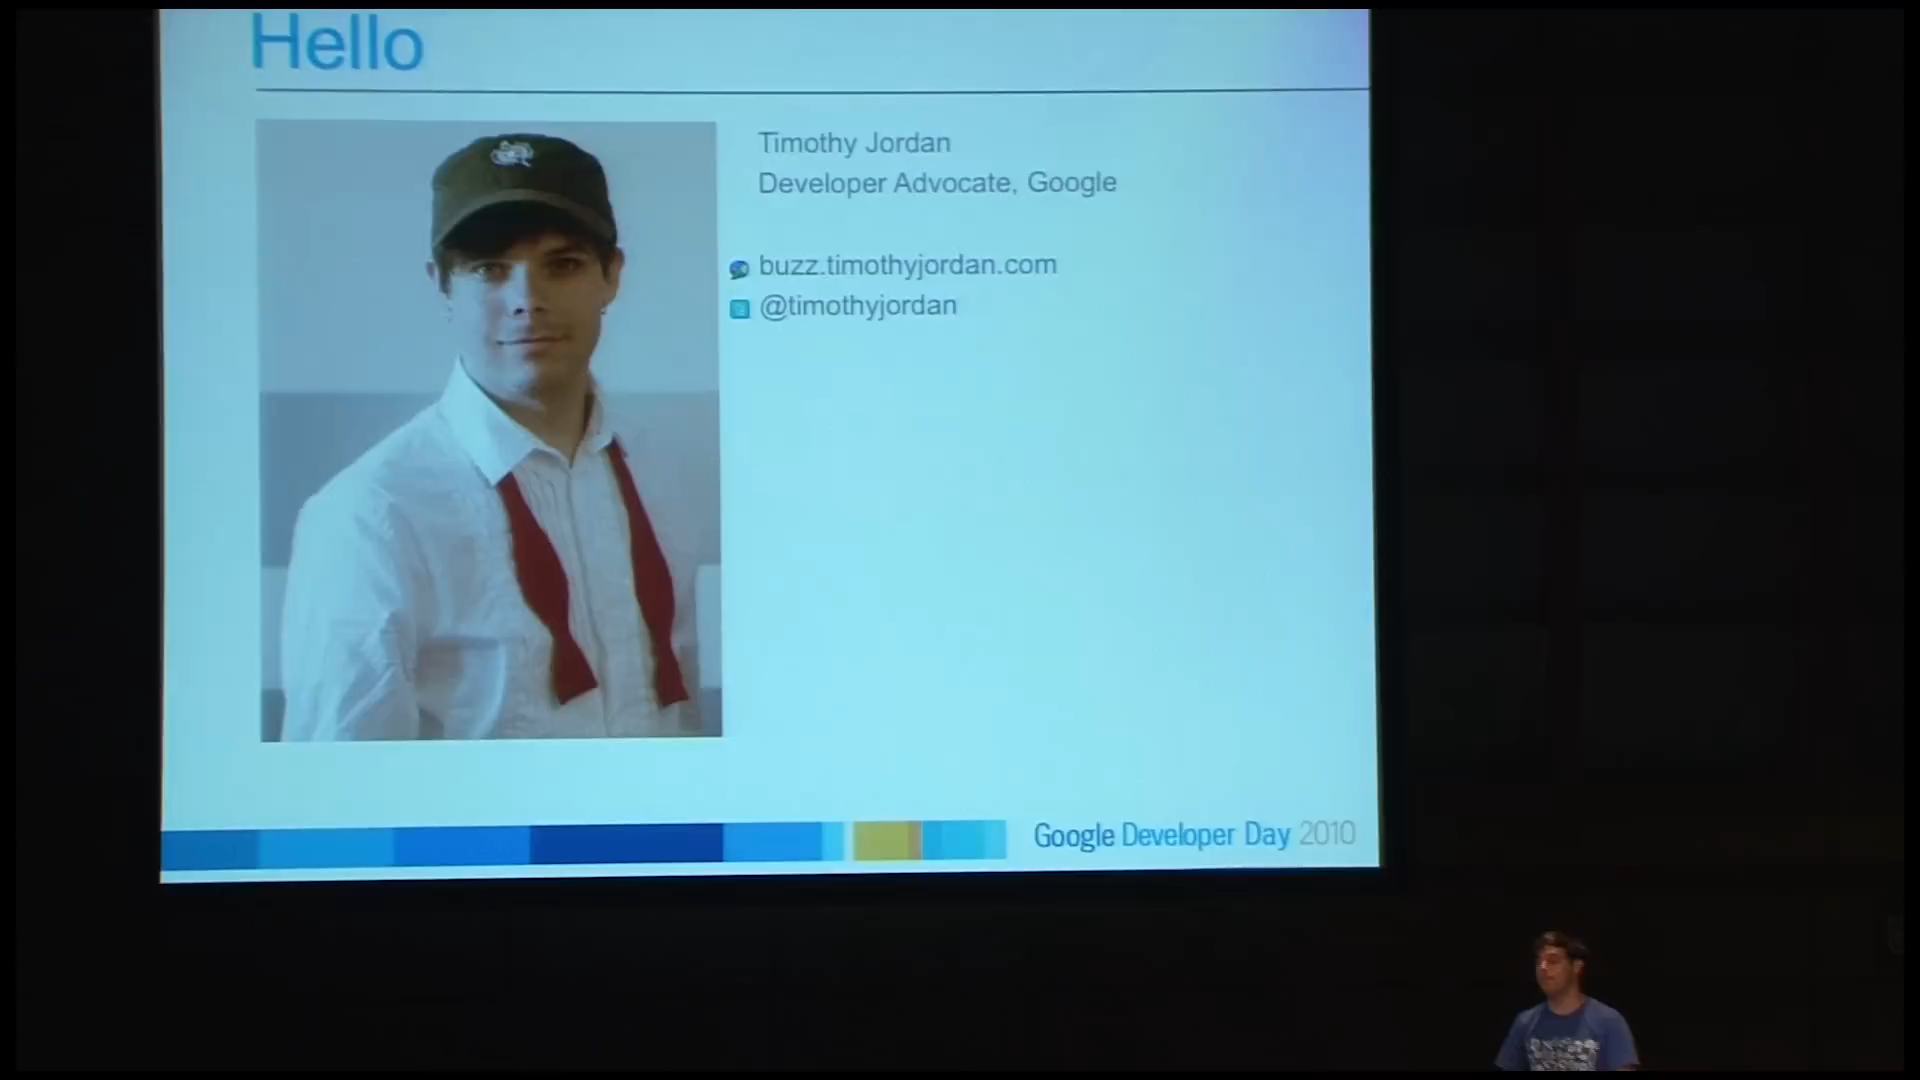 Hello
Timothy Jordan
Developer Advocate, Google
buzz.timothyjordan.com
@timothyjordan
Google Developer Day 2010